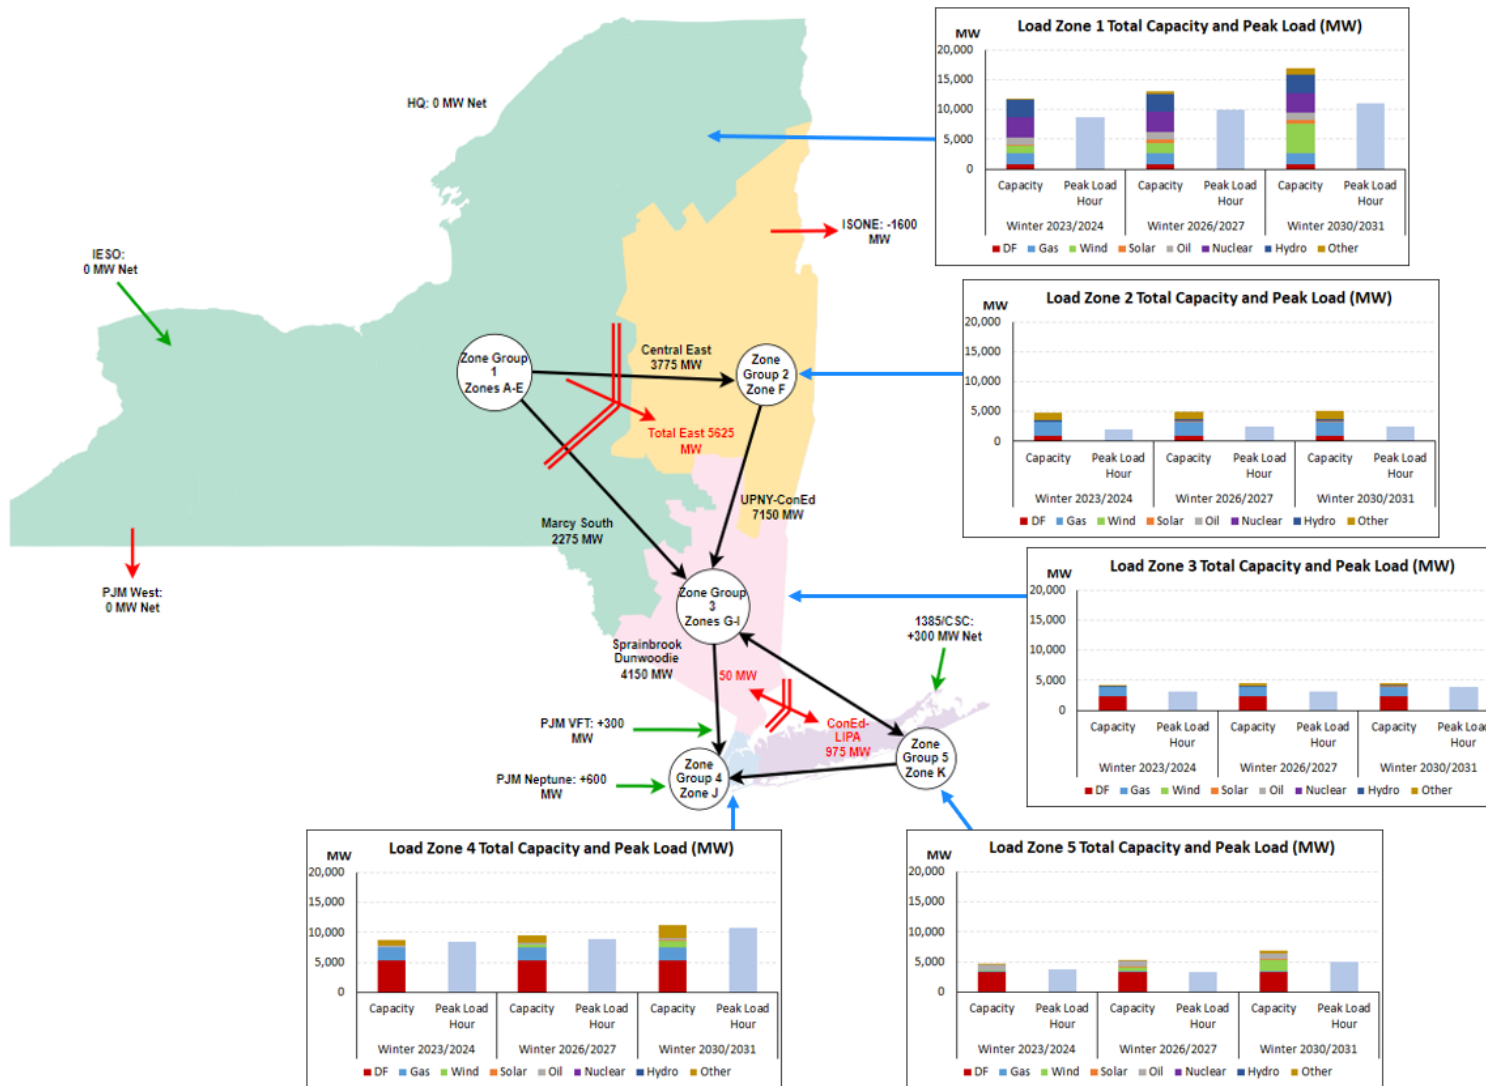 HQ: 0 MW Net
IESO:
0 MW Net
ISONE: -1600
MW
Zone Group
1
Zones A-E
Central East
3775 MW
Zone
Group 2
Zone F
Total East 5625
MW
UPNY-ConEd
7150 MW
Marcy South
2275 MW
PJM West:
0 MW Net
Zone Group
3
Zones G-I
1385/CSC:
+300 MW Net
Sprainbrook
Dunwoodie
4150 MW
50 MW
ConEd-
LIPA
975 MW
PJM VFT: +300
MW
PJM Neptune: +600
MW
Zone
Group 4
Zone J
Zone
Group 5
Zone K
Load Zone 1 Total Capacity and Peak Load (MW)
MW
20,000
15,000
10,000
5,000
0
Capacity Peak Load Hour Capacity Peak Load Hour Capacity Peak Load Hour
Winter 2023/2024 Winter 2026/2027 Winter 2030/2031
DF Gas Wind Solar Oil Nuclear Hydro Other
Load Zone 2 Total Capacity and Peak Load (MW)
MW
20,000
15,000
10,000
5,000
0
Capacity Peak Load Hour Capacity Peak Load Hour Capacity Peak Load Hour
Winter 2023/2024 Winter 2026/2027 Winter 2030/2031
DF Gas Wind Solar Oil Nuclear Hydro Other
Load Zone 3 Total Capacity and Peak Load (MW)
MW
20,000
15,000
10,000
5,000
0
Capacity Peak Load Hour Capacity Peak Load Hour Capacity Peak Load Hour
Winter 2023/2024 Winter 2026/2027 Winter 2030/2031
DF Gas Wind Solar Oil Nuclear Hydro Other
Load Zone 4 Total Capacity and Peak Load (MW)
MW
20,000
15,000
10,000
5,000
0
Capacity Peak Load Hour Capacity Peak Load Hour Capacity Peak Load Hour
Winter 2023/2024 Winter 2026/2027 Winter 2030/2031
DF Gas Wind Solar Oil Nuclear Hydro Other
Load Zone 5 Total Capacity and Peak Load (MW)
MW
20,000
15,000
10,000
5,000
0
Capacity Peak Load Hour Capacity Peak Load Hour Capacity Peak Load Hour
Winter 2023/2024 Winter 2026/2027 Winter 2030/2031
DF Gas Wind Solar Oil Nuclear Hydro Other